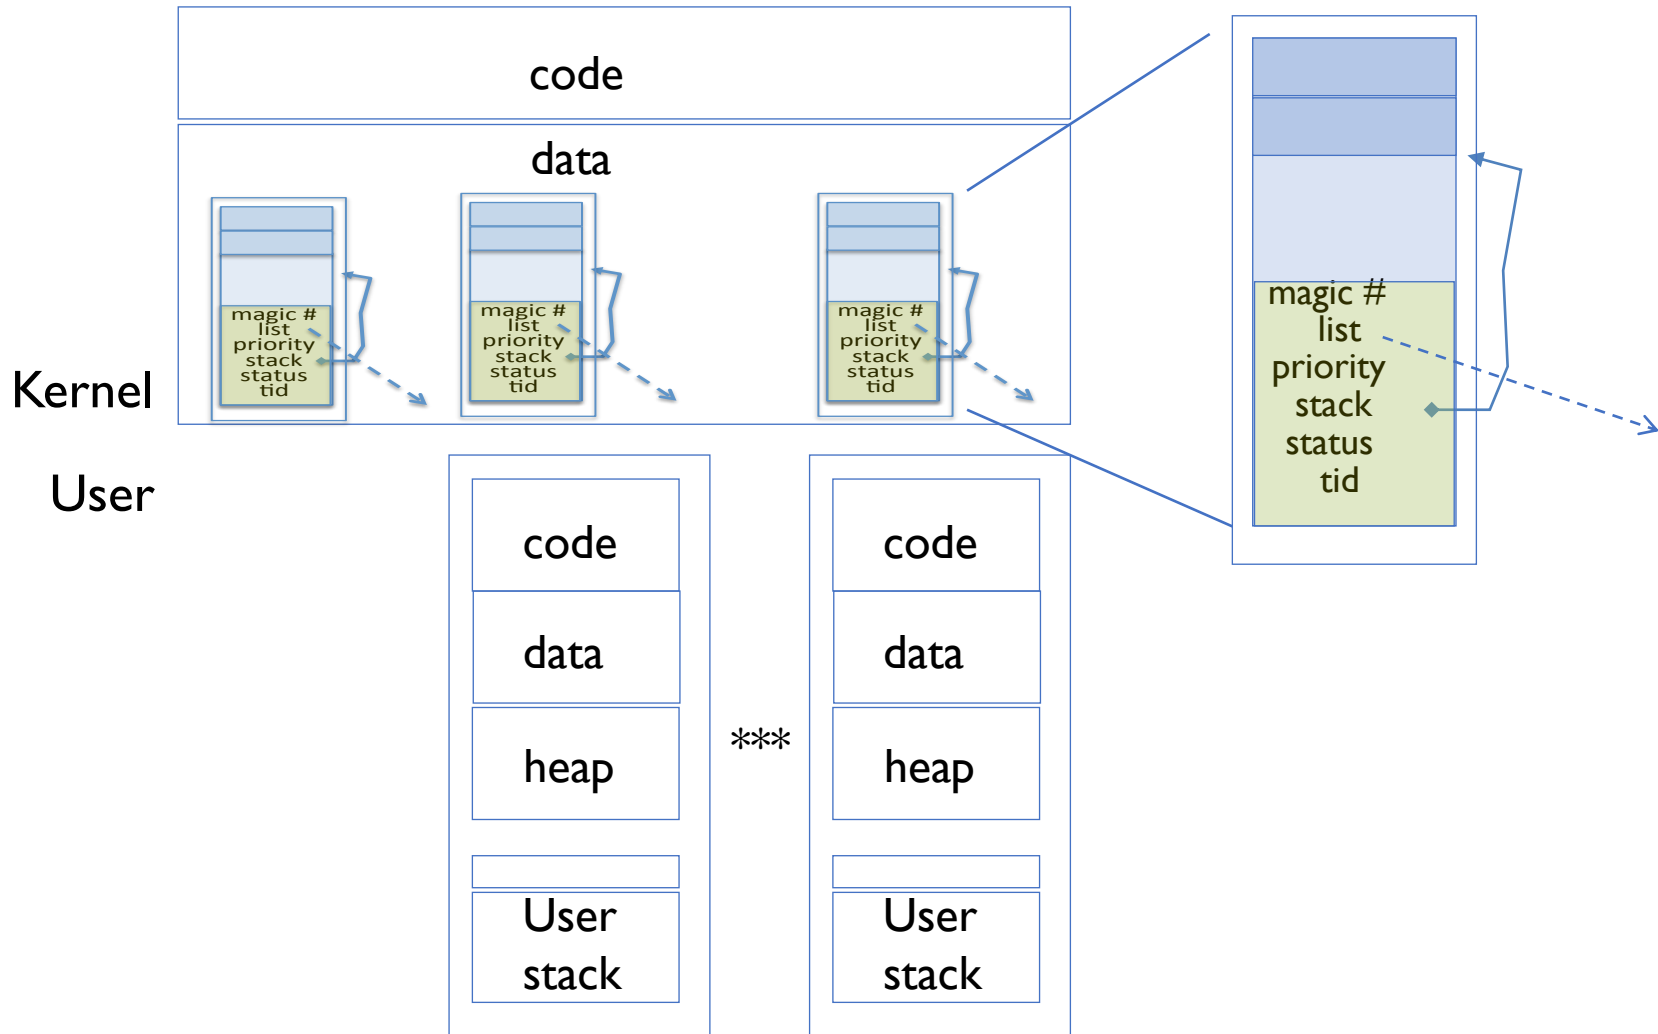 code
data
magic #
list
priority
stack
status
tid
magic #
list
priority
stack
status
tid
magic #
list
priority
stack
status
tid
magic #
list
priority
stack
status
tid
Kernel
User
code
data
heap
User
stack
***
code
data
heap
User
stack